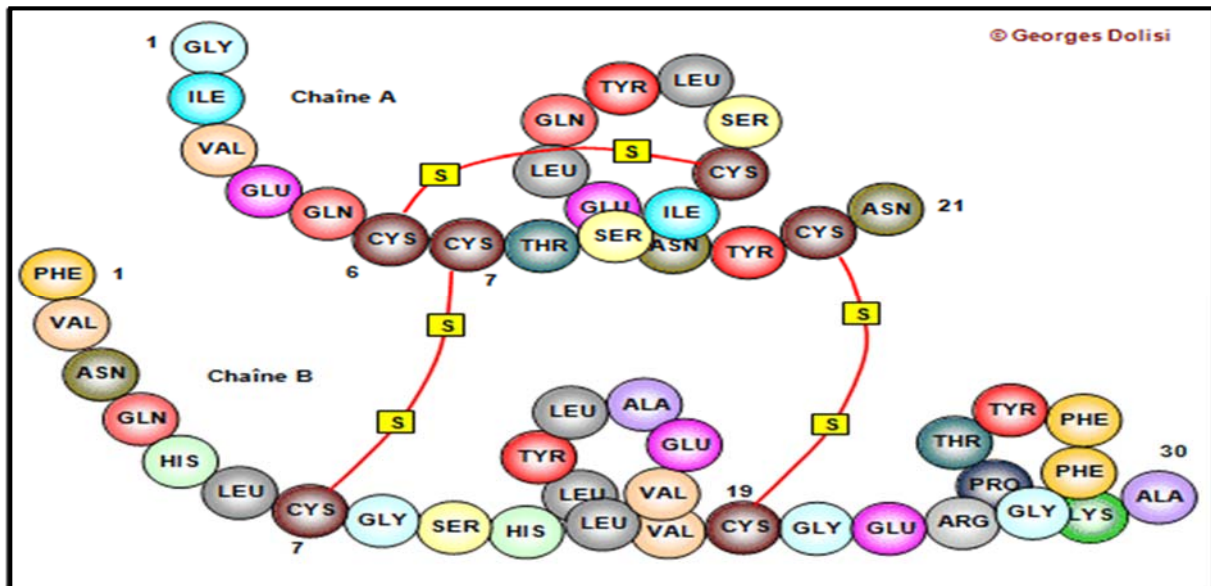 © Georges Dolisi
Chaîne A
1
GLY
ILE
VAL
GLU
GLN
CYS
6
CYS
7
THR
SER
ILE
CYS
SER
LEU
TYR
GLN
LEU
GLU
ASN
TYR
CYS
ASN
21
S
S
S
S
S
S
Chaîne B
PHE
1
VAL
ASN
GLN
HIS
LEU
CYS
7
GLY
SER
HIS
LEU
VAL
GLU
ALA
LEU
TYR
LEU
VAL
CYS
19
GLY
GLU
ARG
GLY
PHE
PHE
TYR
THR
PRO
LYS
ALA
30